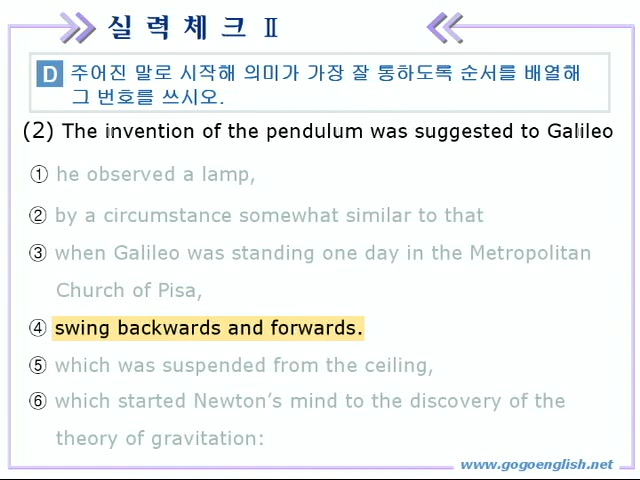 실력체크 Ⅱ
D 주어진 말로 시작해 의미가 가장 잘 통하도록 순서를 배열해
그 번호를 쓰시오.
(2) The invention of the pendulum was suggested to Galileo
① he observed a lamp,
② by a circumstance somewhat similar to that
③ when Galileo was standing one day in the Metropolitan
Church of Pisa,
④ swing backwards and forwards.
⑤ which was suspended from the ceiling,
⑥ which started Newton's mind to the discovery of the
theory of gravitation:
www.gogoenglish.net